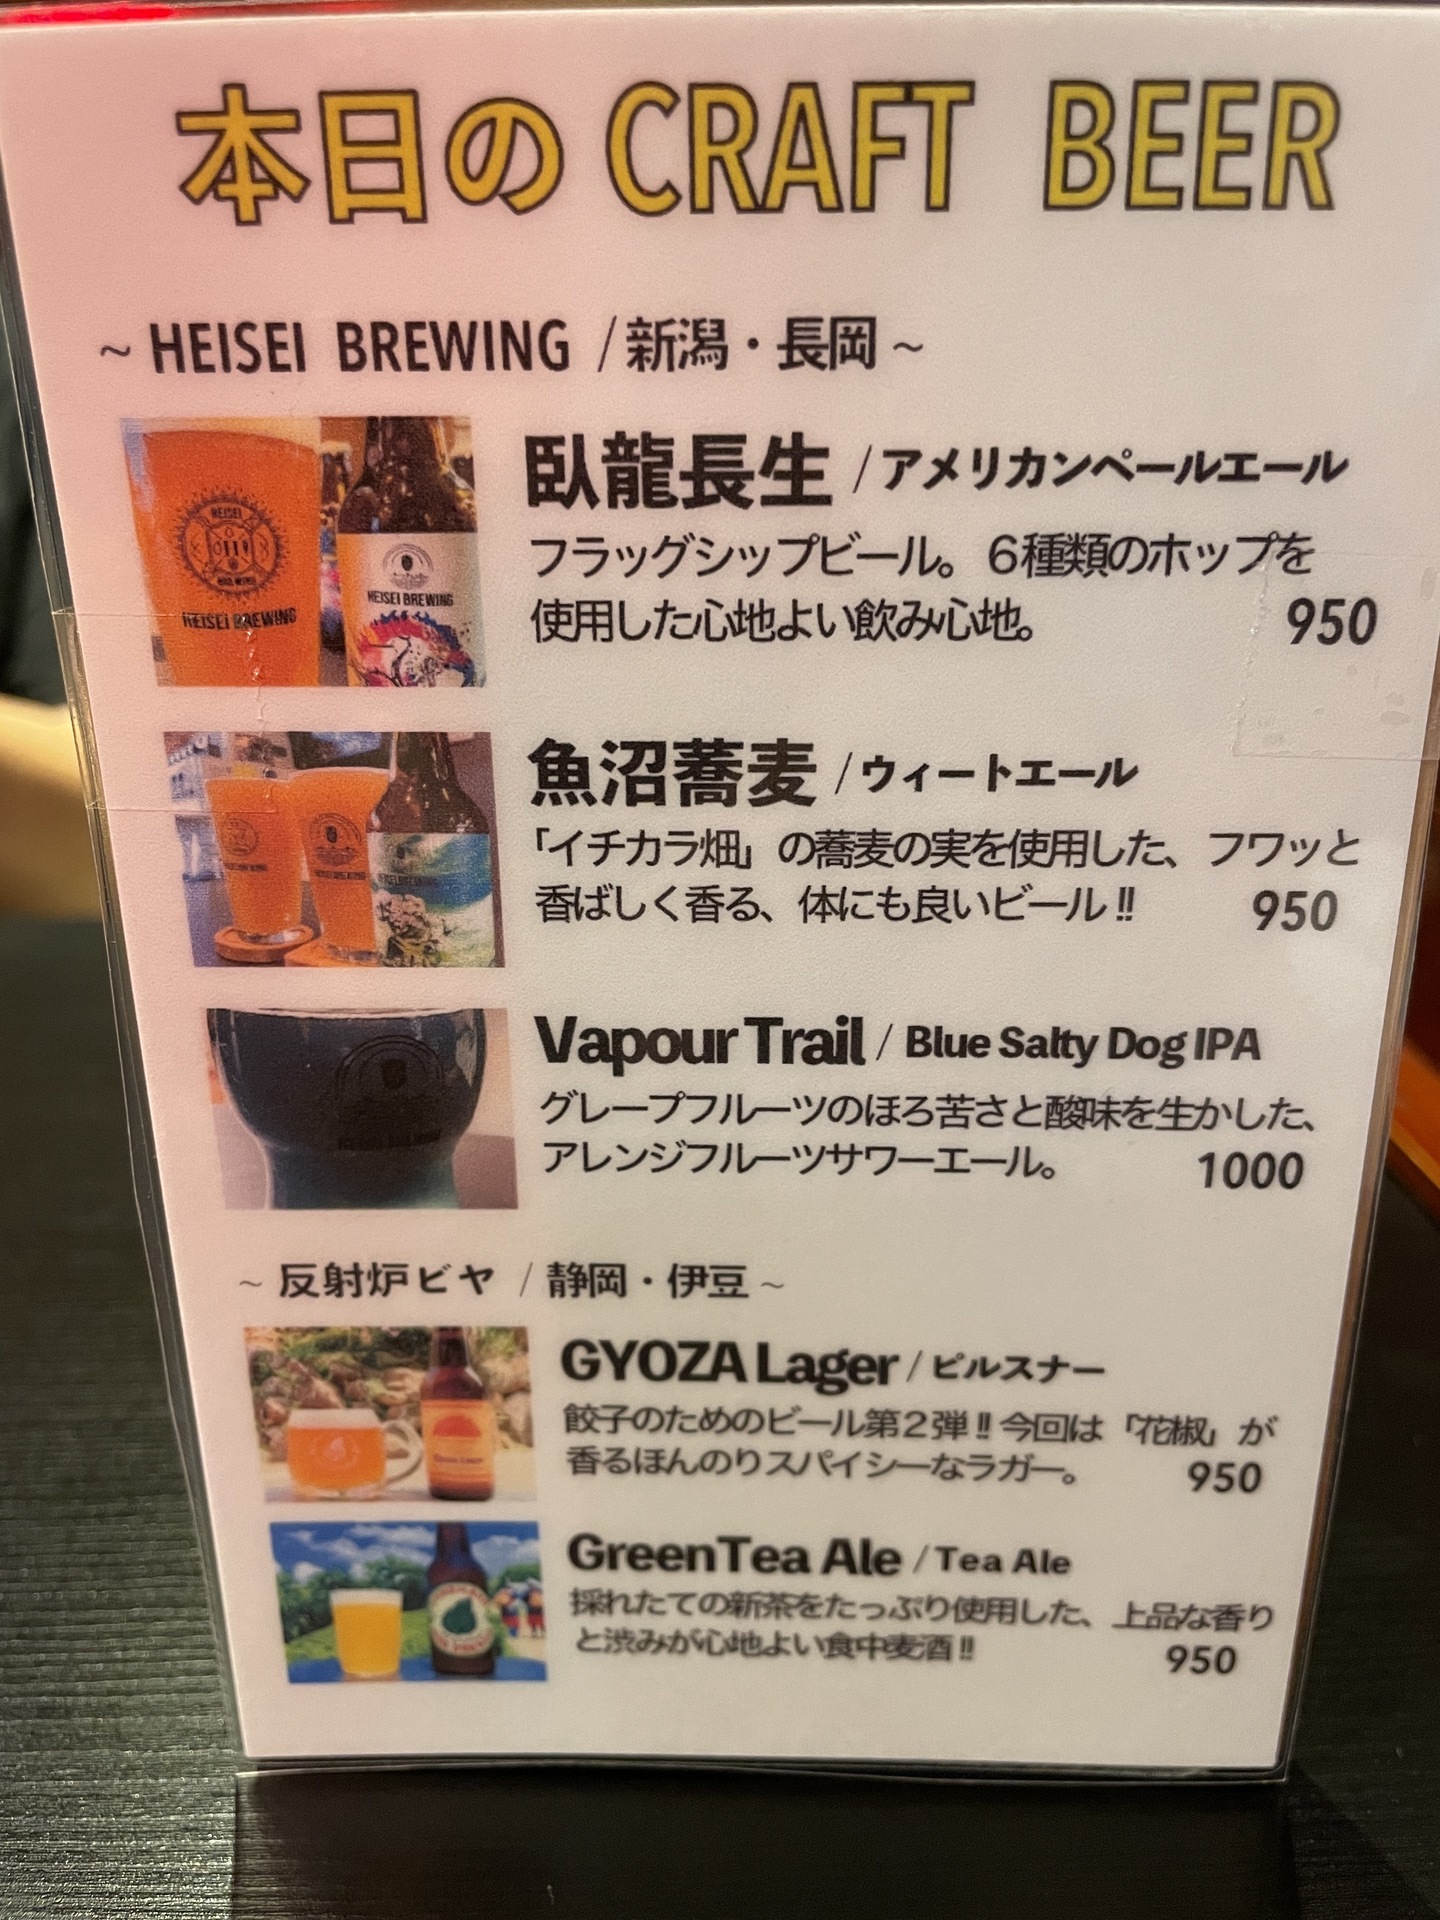 本日の CRAFT BEER
~ HEISEI BREWING / 新潟・長岡 ~
臥龍長生 / アメリカンペールエール
フラッグシップビール。6種類のホップを
使用した心地よい飲み心地。 950
HEISEI
BREWING
HEISEI BREWING
HEISEI BREWING
魚沼蕎麦 / ウィートエール
「イチカラ畑」の蕎麦の実を使用した、フワッと
香ばしく香る、体にも良いビール!! 950
HEISEI BREWING
Vapour Trail / Blue Salty Dog IPA
グレープフルーツのほろ苦さと酸味を生かした、
アレンジフルーツサワーエール。 1000
~ 反射炉ビヤ / 静岡・伊豆 ~
GYOZA Lager / ピルスナー
餃子のためのビール第2弾!! 今回は「花椒」が
香るほんのりスパイシーなラガー。 950
GreenTea Ale / Tea Ale
採れたての新茶をたっぷり使用した、上品な香り
と渋みが心地よい食中麦酒!! 950